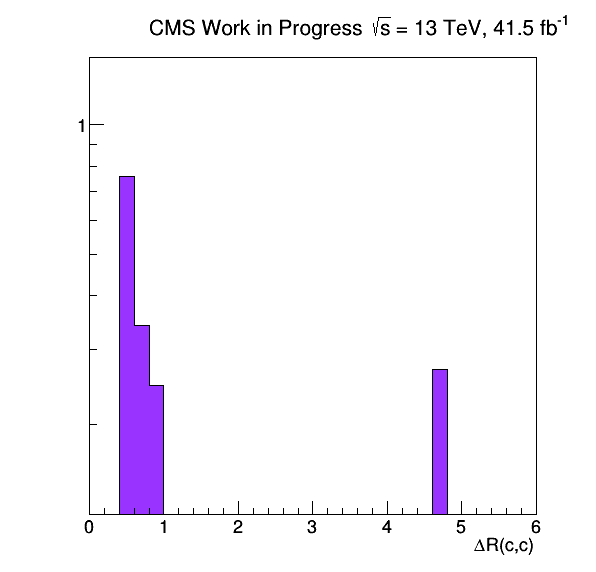 CMS Work in Progress √s = 13 TeV, 41.5 fb⁻¹
1
0 1 2 3 4 5 6
ΔR(c,c)